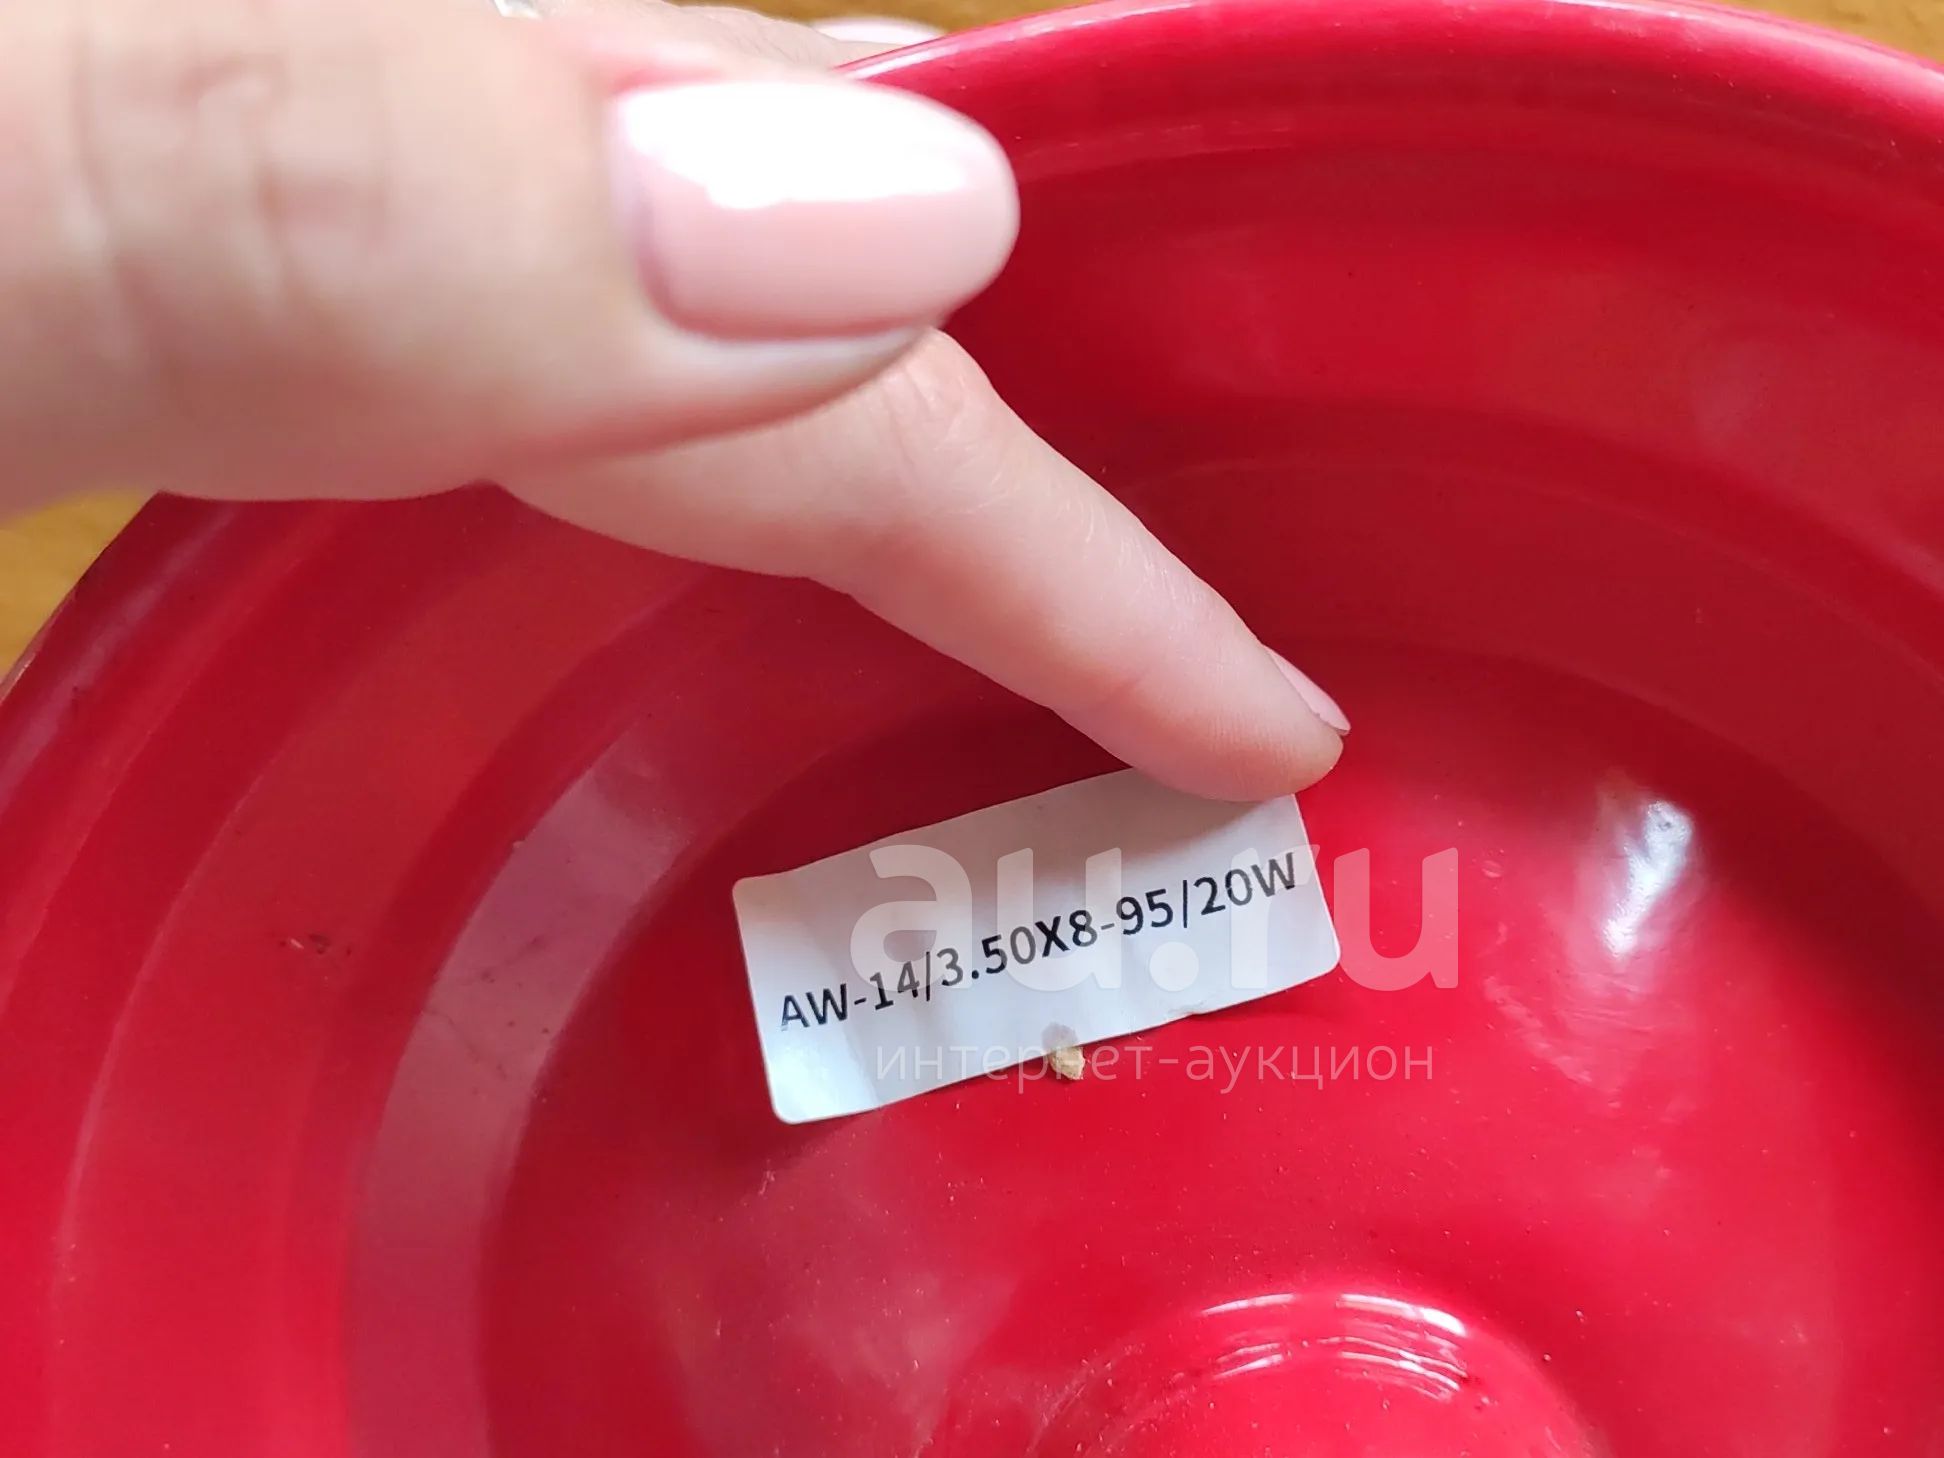 AW-14/3.50X8-95/20W
au.ru
интернет-аукцион